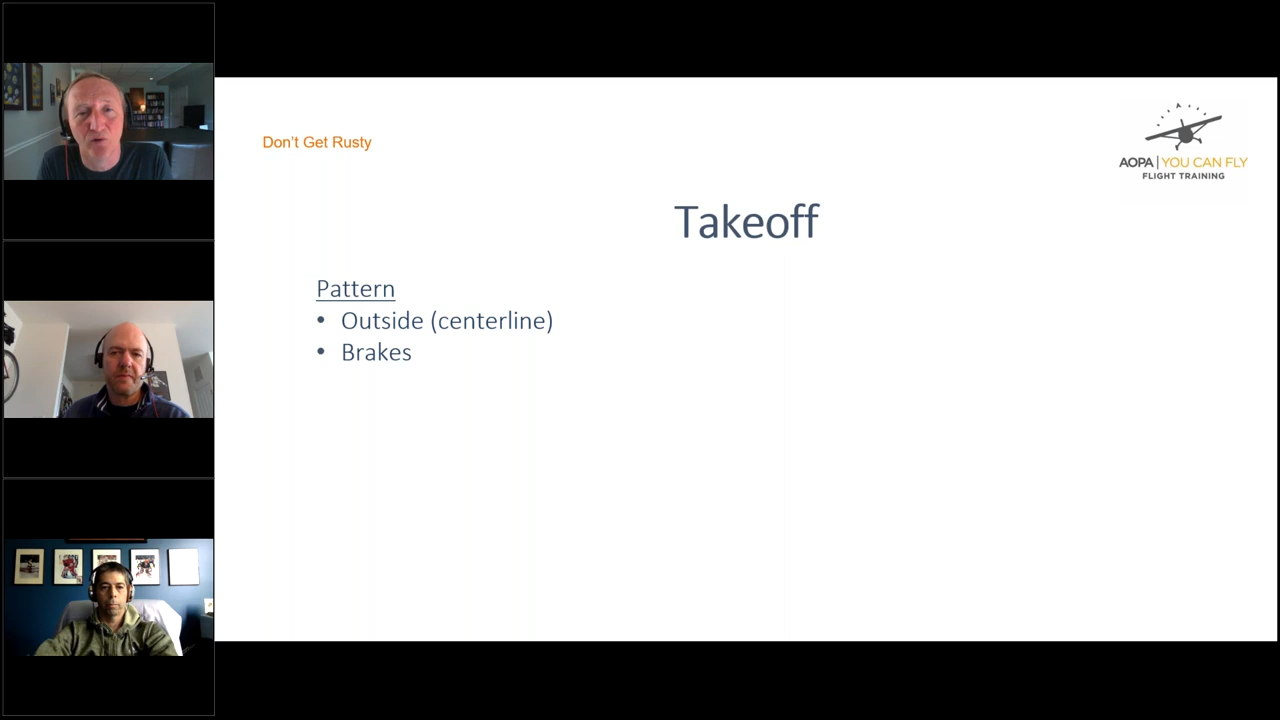 Don't Get Rusty
AOPA | YOU CAN FLY
FLIGHT TRAINING
Takeoff
Pattern
• Outside (centerline)
• Brakes